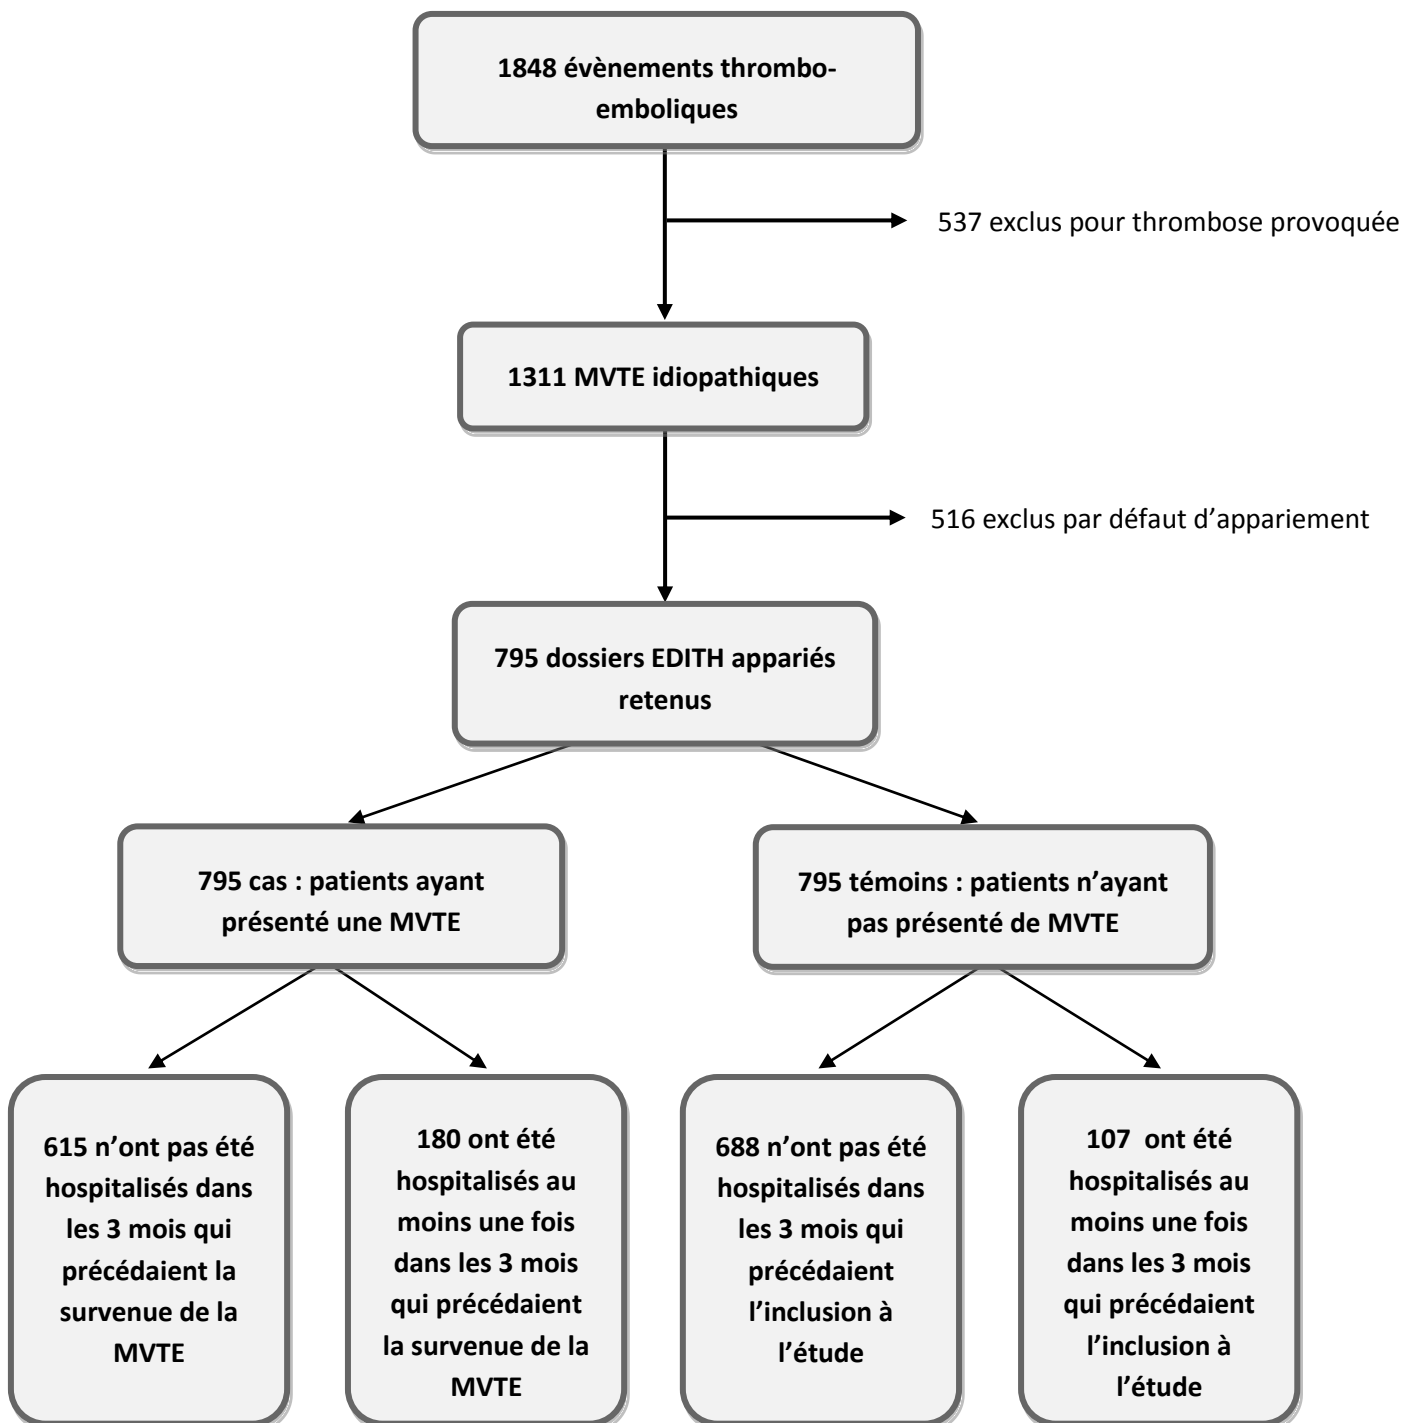 1848 évènements thrombo-
emboliques
537 exclus pour thrombose provoquée
1311 MVTE idiopathiques
516 exclus par défaut d’appariement
795 dossiers EDITH appariés
retenus
795 cas : patients ayant
présenté une MVTE
795 témoins : patients n’ayant
pas présenté de MVTE
615 n’ont pas été
hospitalisés dans
les 3 mois qui
précédaient la
survenue de la
MVTE
180 ont été
hospitalisés au
moins une fois
dans les 3 mois
qui précédaient
la survenue de la
MVTE
688 n’ont pas été
hospitalisés dans
les 3 mois qui
précédaient
l’inclusion à
l’étude
107 ont été
hospitalisés au
moins une fois
dans les 3 mois
qui précédaient
l’inclusion à
l’étude